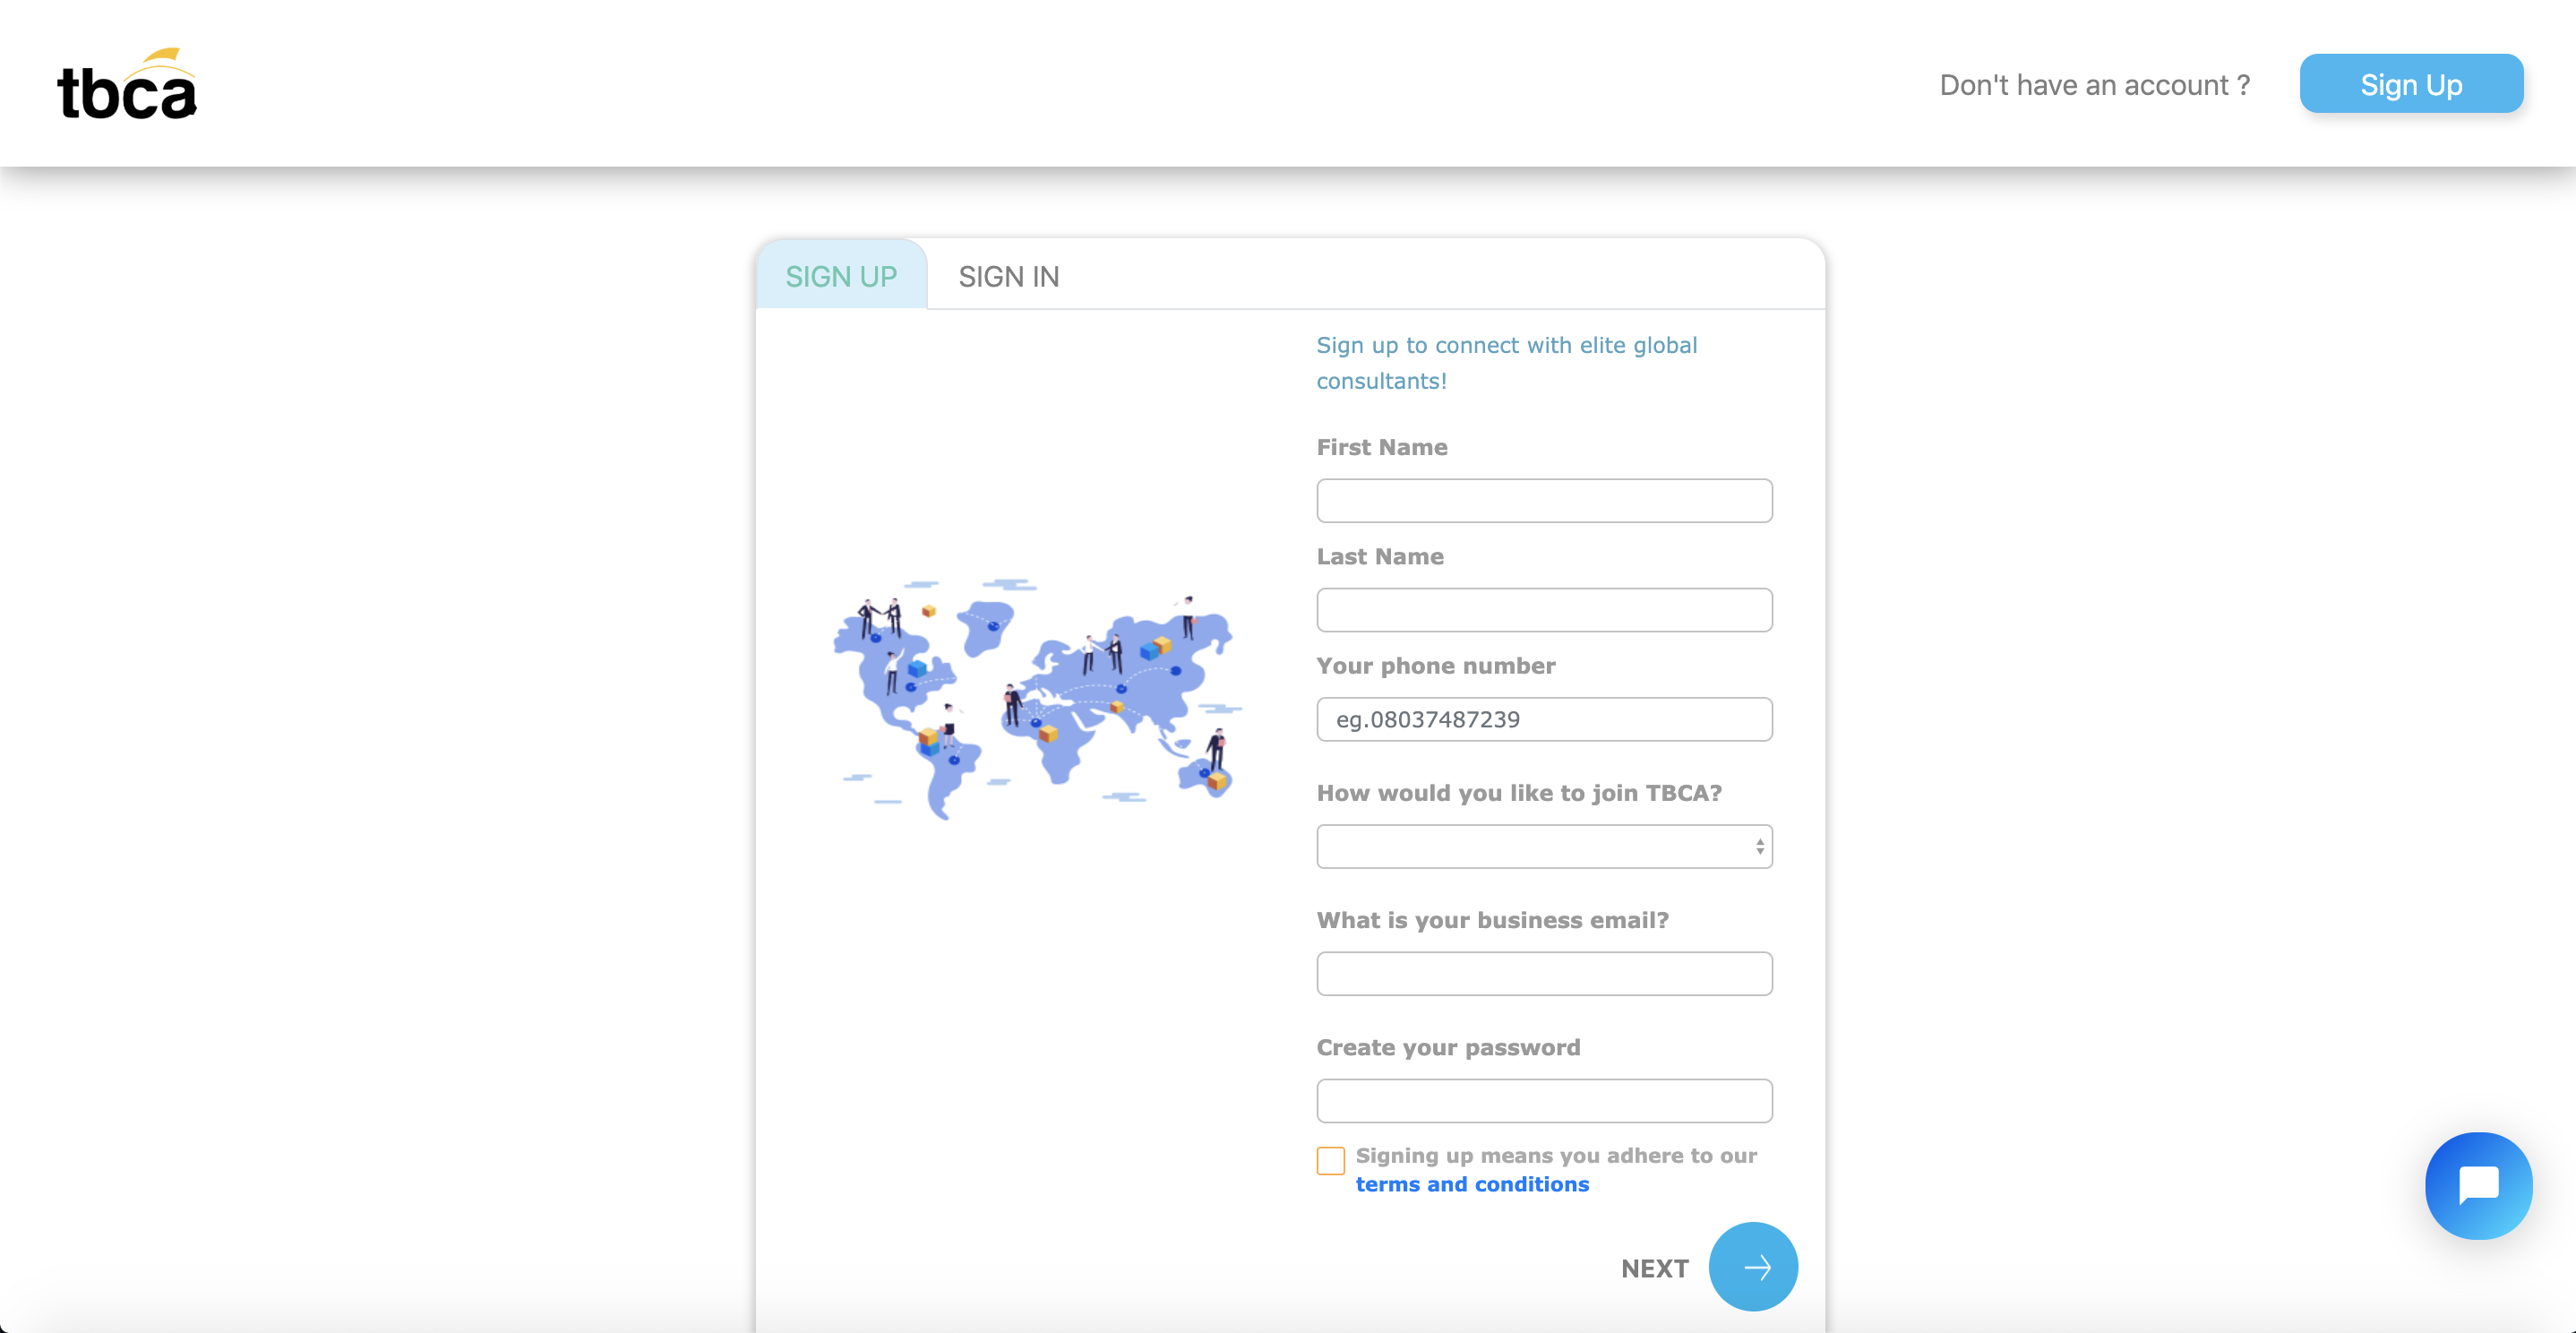 tbca
Don't have an account ?
Sign Up
SIGN UP
SIGN IN
Sign up to connect with elite global
consultants!
First Name
Last Name
Your phone number
eg.08037487239
How would you like to join TBCA?
What is your business email?
Create your password
Signing up means you adhere to our
terms and conditions
NEXT